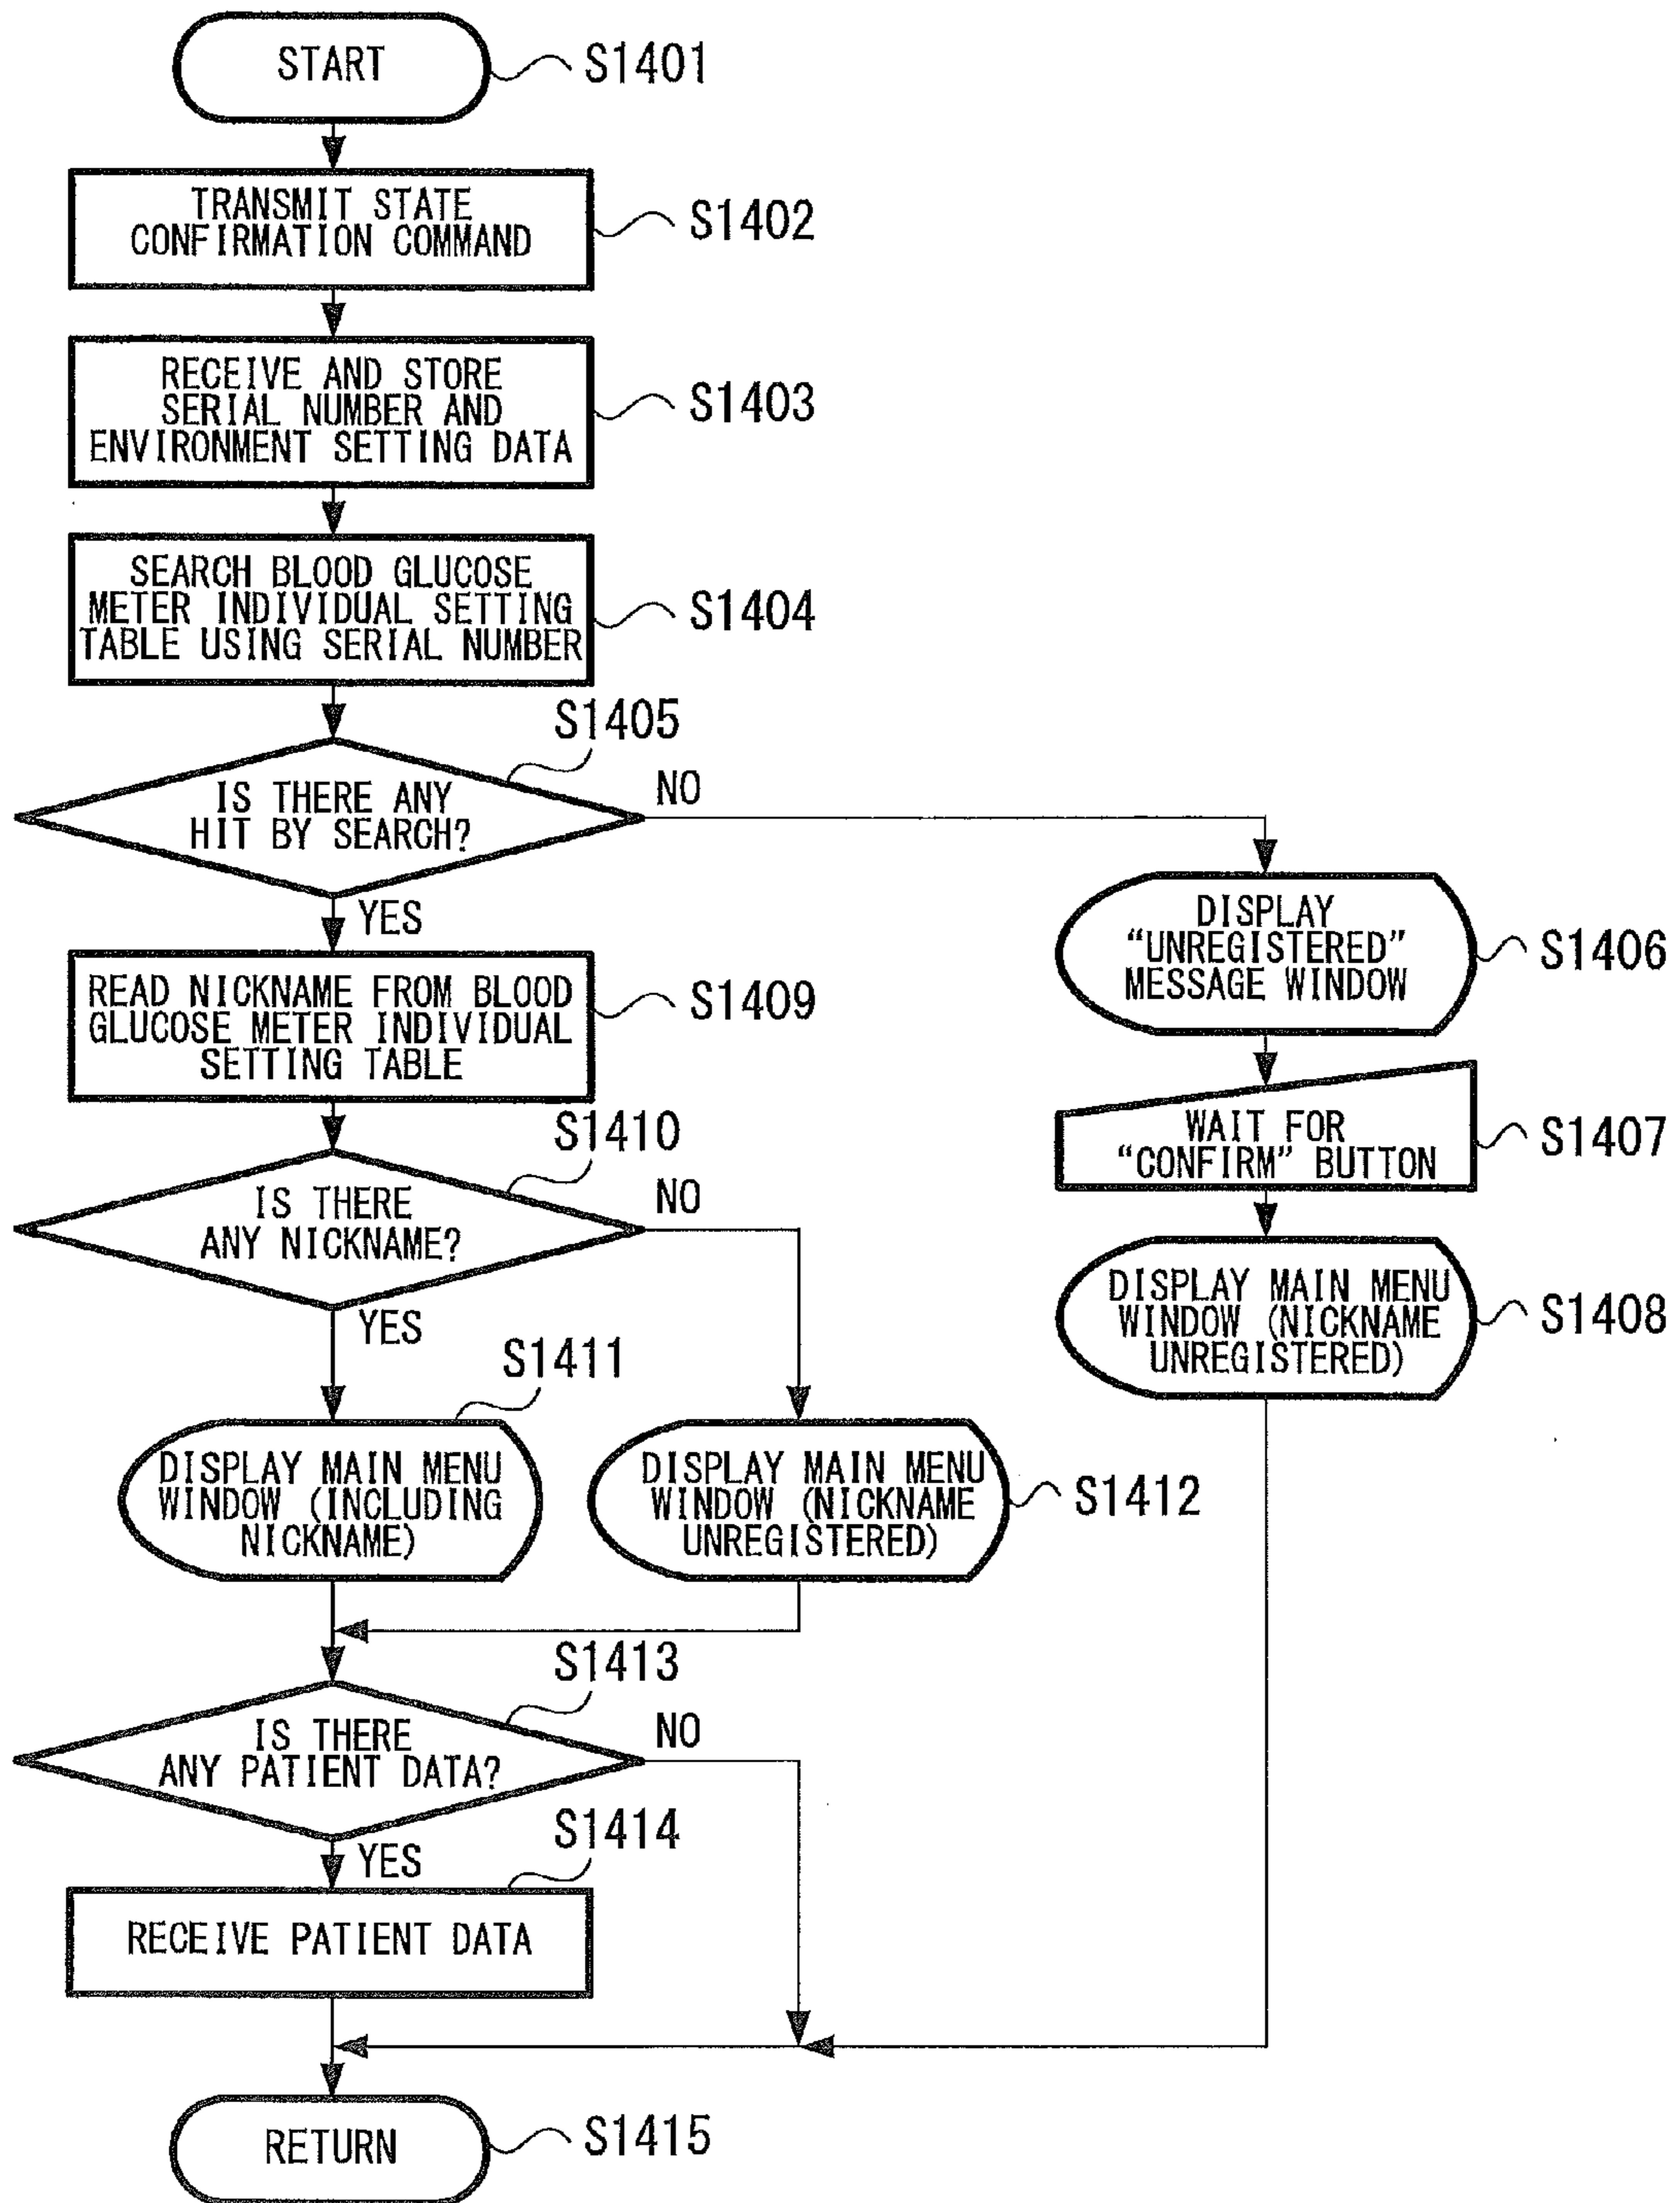 START
S1401
TRANSMIT STATE
CONFIRMATION COMMAND
S1402
RECEIVE AND STORE
SERIAL NUMBER AND
ENVIRONMENT SETTING DATA
S1403
SEARCH BLOOD GLUCOSE
METER INDIVIDUAL SETTING
TABLE USING SERIAL NUMBER
S1404
S1405
IS THERE ANY
HIT BY SEARCH?
NO
YES
DISPLAY
“UNREGISTERED”
MESSAGE WINDOW
S1406
READ NICKNAME FROM BLOOD
GLUCOSE METER INDIVIDUAL
SETTING TABLE
S1409
WAIT FOR
“CONFIRM” BUTTON
S1407
S1410
IS THERE
ANY NICKNAME?
NO
YES
DISPLAY MAIN MENU
WINDOW (NICKNAME
UNREGISTERED)
S1408
S1411
DISPLAY MAIN MENU
WINDOW (INCLUDING
NICKNAME)
DISPLAY MAIN MENU
WINDOW (NICKNAME
UNREGISTERED)
S1412
S1413
IS THERE
ANY PATIENT DATA?
NO
YES
S1414
RECEIVE PATIENT DATA
RETURN
S1415